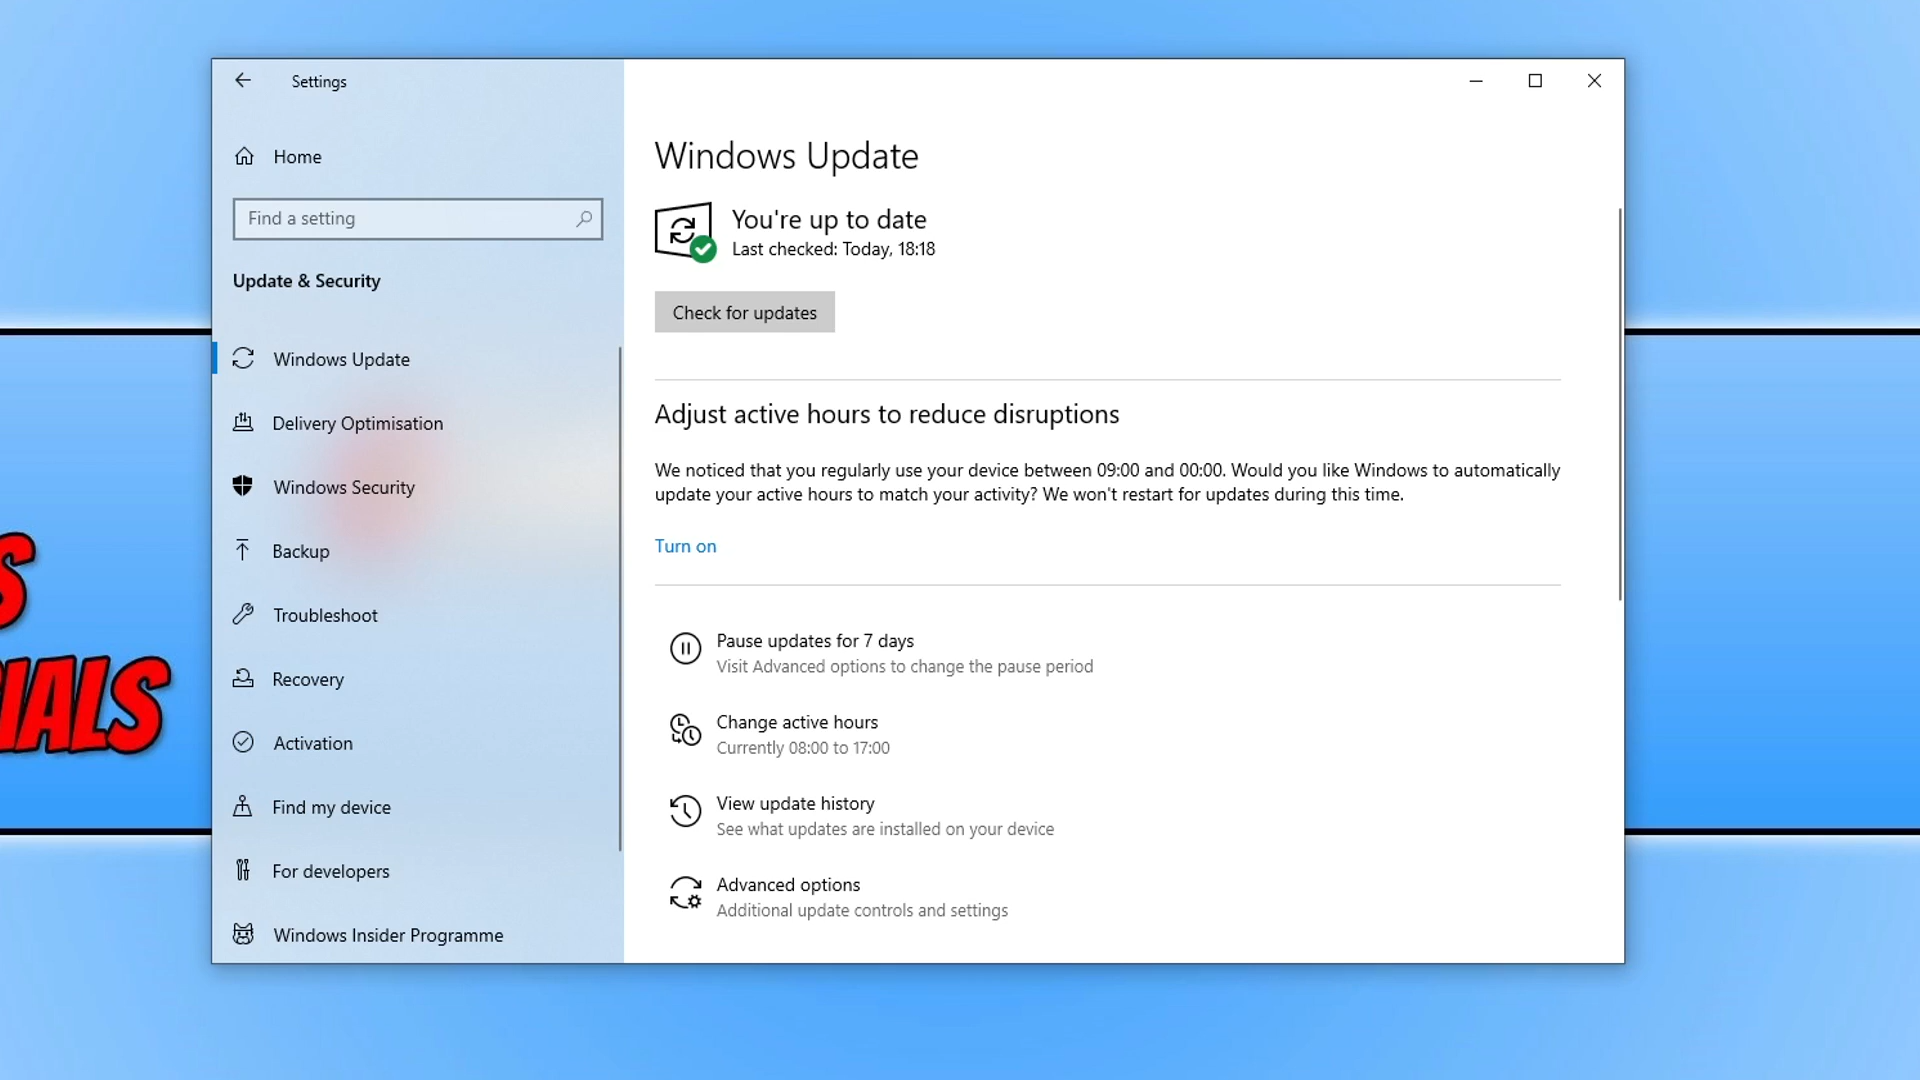 Settings
Home
Find a setting
Update & Security
Windows Update
Delivery Optimisation
Windows Security
Backup
Troubleshoot
Recovery
Activation
Find my device
For developers
Windows Insider Programme
Windows Update
You're up to date
Last checked: Today, 18:18
Check for updates
Adjust active hours to reduce disruptions
We noticed that you regularly use your device between 09:00 and 00:00. Would you like Windows to automatically
update your active hours to match your activity? We won't restart for updates during this time.
Turn on
Pause updates for 7 days
Visit Advanced options to change the pause period
Change active hours
Currently 08:00 to 17:00
View update history
See what updates are installed on your device
Advanced options
Additional update controls and settings
S
IALS